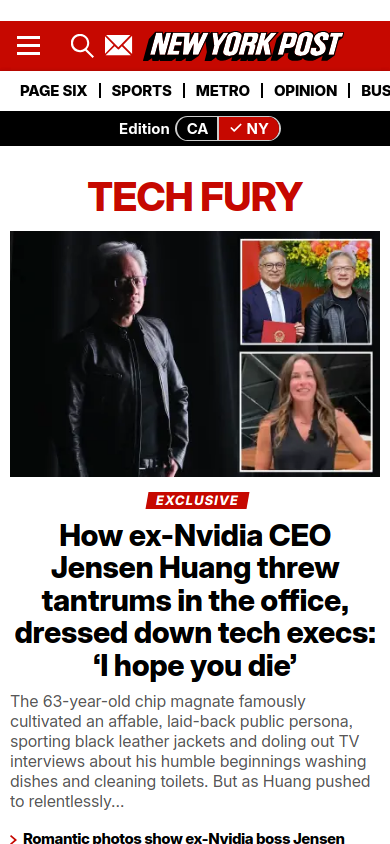 NEW YORK POST
PAGE SIX
SPORTS
METRO
OPINION
BUS
Edition
CA
NY
TECH FURY
EXCLUSIVE
How ex-Nvidia CEO
Jensen Huang threw
tantrums in the office,
dressed down tech execs:
‘I hope you die’
The 63-year-old chip magnate famously
cultivated an affable, laid-back public persona,
sporting black leather jackets and doling out TV
interviews about his humble beginnings washing
dishes and cleaning toilets. But as Huang pushed
to relentlessly...
Romantic photos show ex-Nvidia boss Jensen